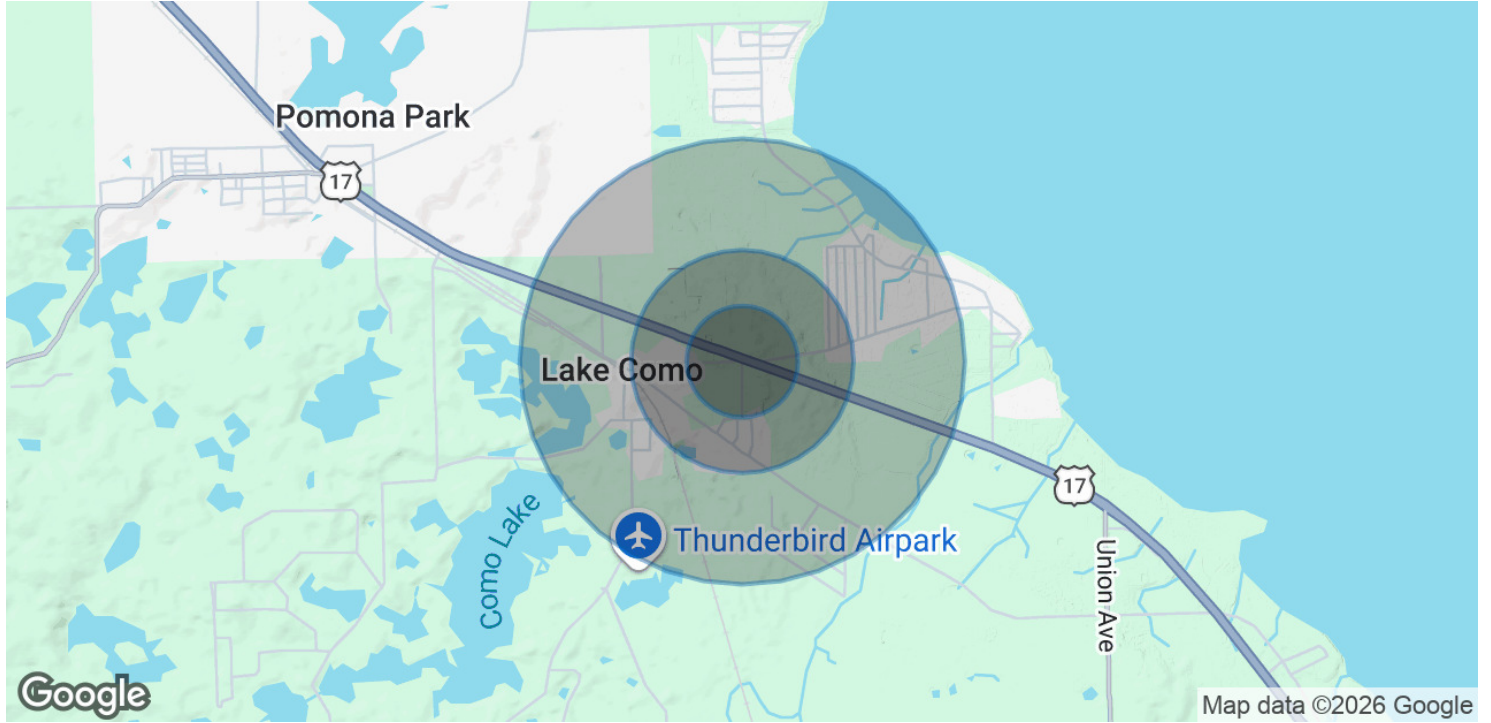 Pomona Park
17
Lake Como
Como Lake
17
Thunderbird Airpark
Union Ave
Google
Map data ©2026 Google